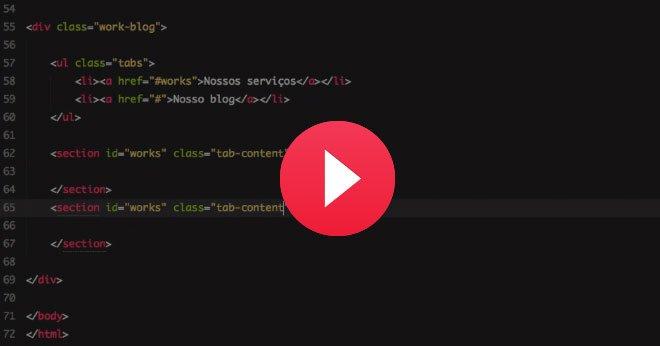 54
55 <div class="work-blog">
56
57 <ul class="tabs">
58 <li><a href="#works">Nossos serviços</a></li>
59 <li><a href="#">Nosso blog</a></li>
60 </ul>
61
62 <section id="works" class="tab-content"
63
64 </section>
65 <section id="works" class="tab-content
66
67 </section>
68
69 </div>
70
71 </body>
72 </html>